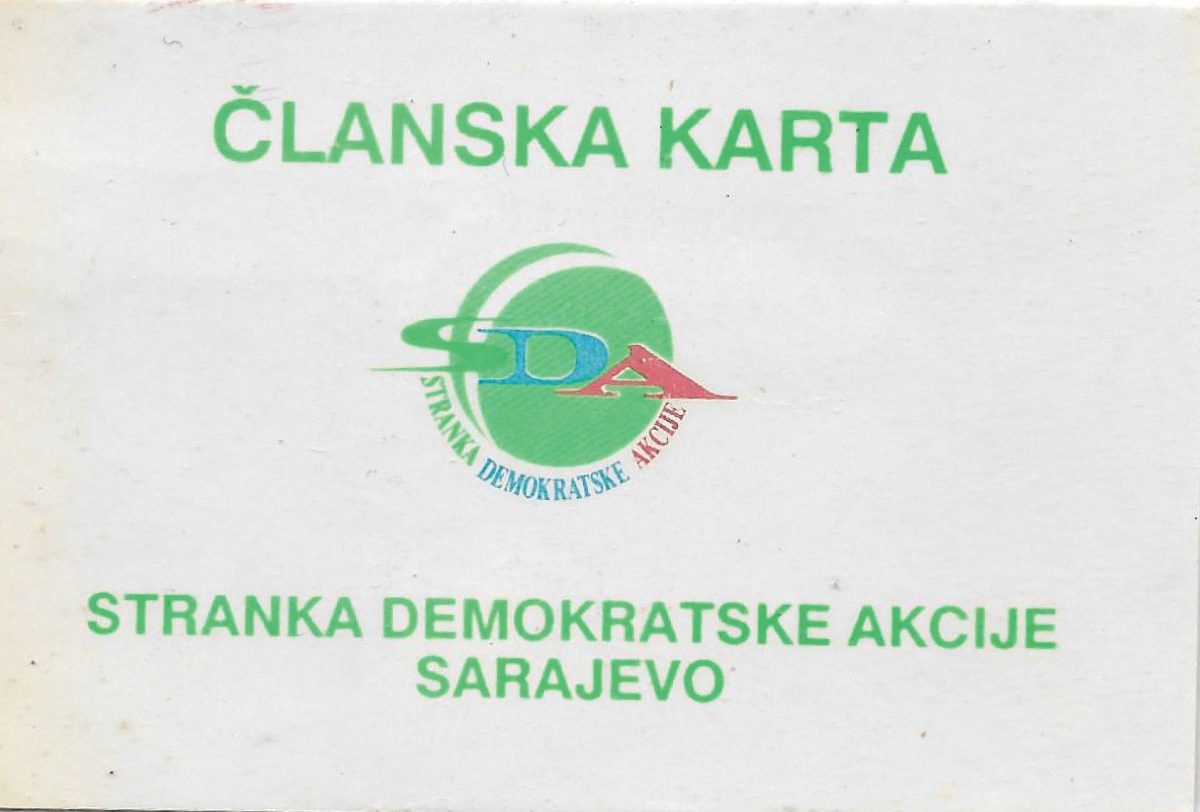 ČLANSKA KARTA
SDA
STRANKA DEMOKRATSKE AKCIJE
STRANKA DEMOKRATSKE AKCIJE
SARAJEVO